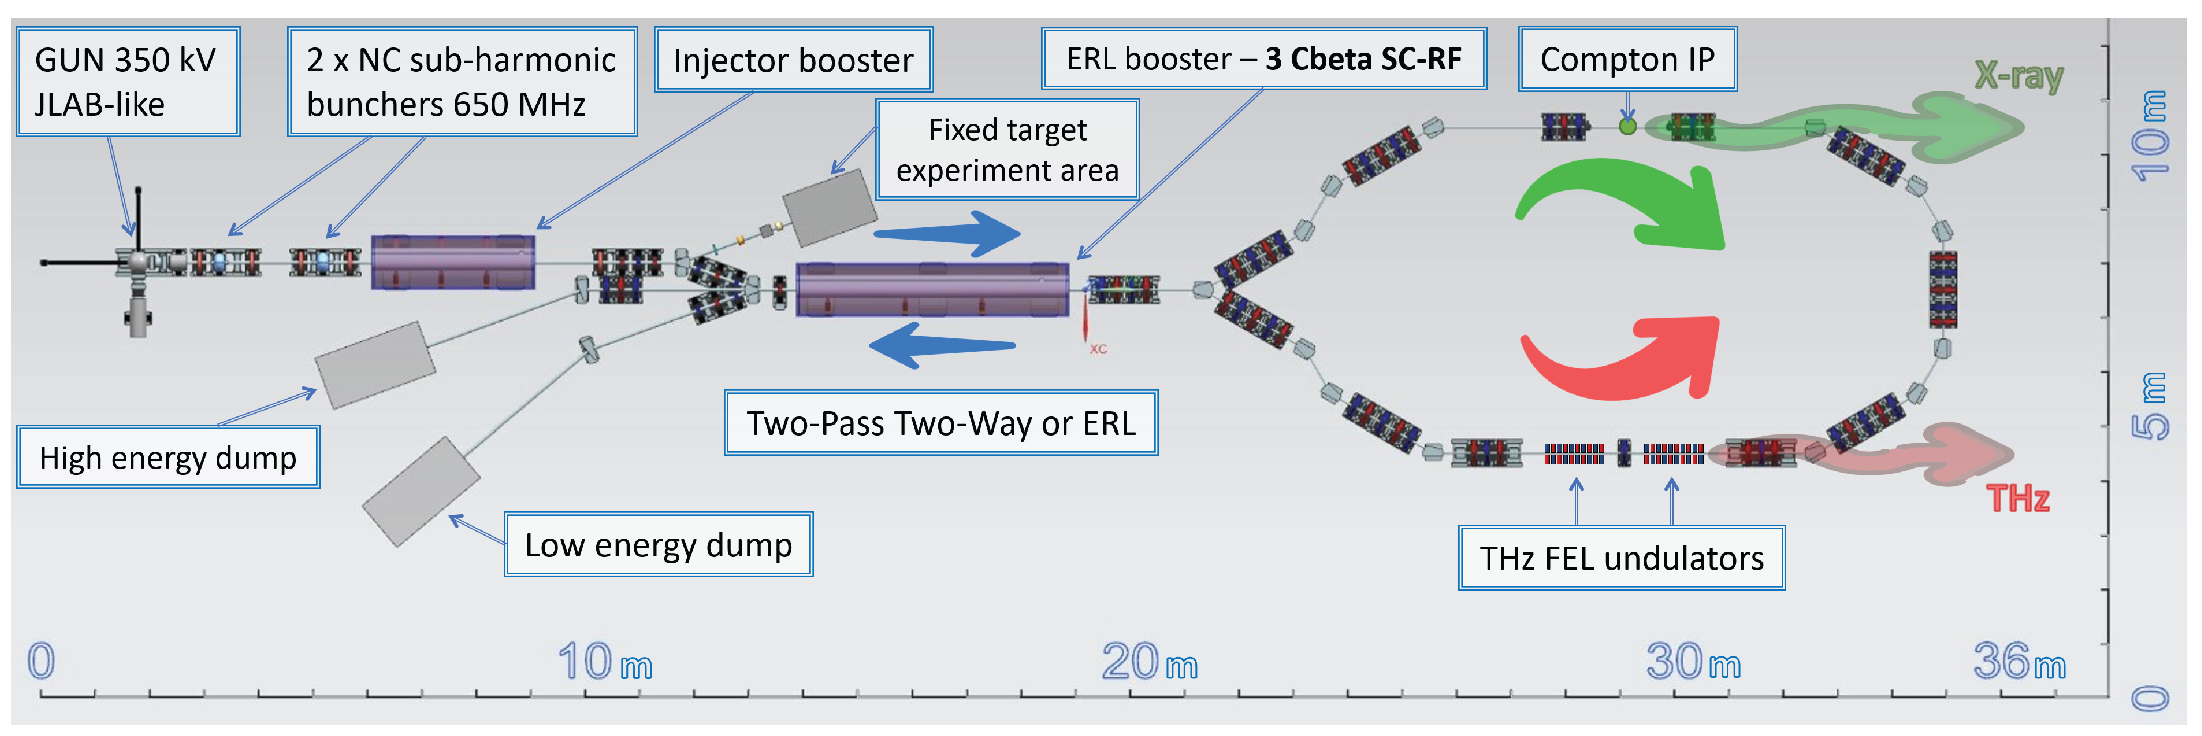 GUN 350 kV
JLAB-like
2 x NC sub-harmonic
bunchers 650 MHz
Injector booster
ERL booster – 3 Cbeta SC-RF
Compton IP
X-ray
Fixed target
experiment area
10 m
XC
Two-Pass Two-Way or ERL
High energy dump
5 m
Low energy dump
THz
THz FEL undulators
0
10 m
20 m
30 m
36 m
0